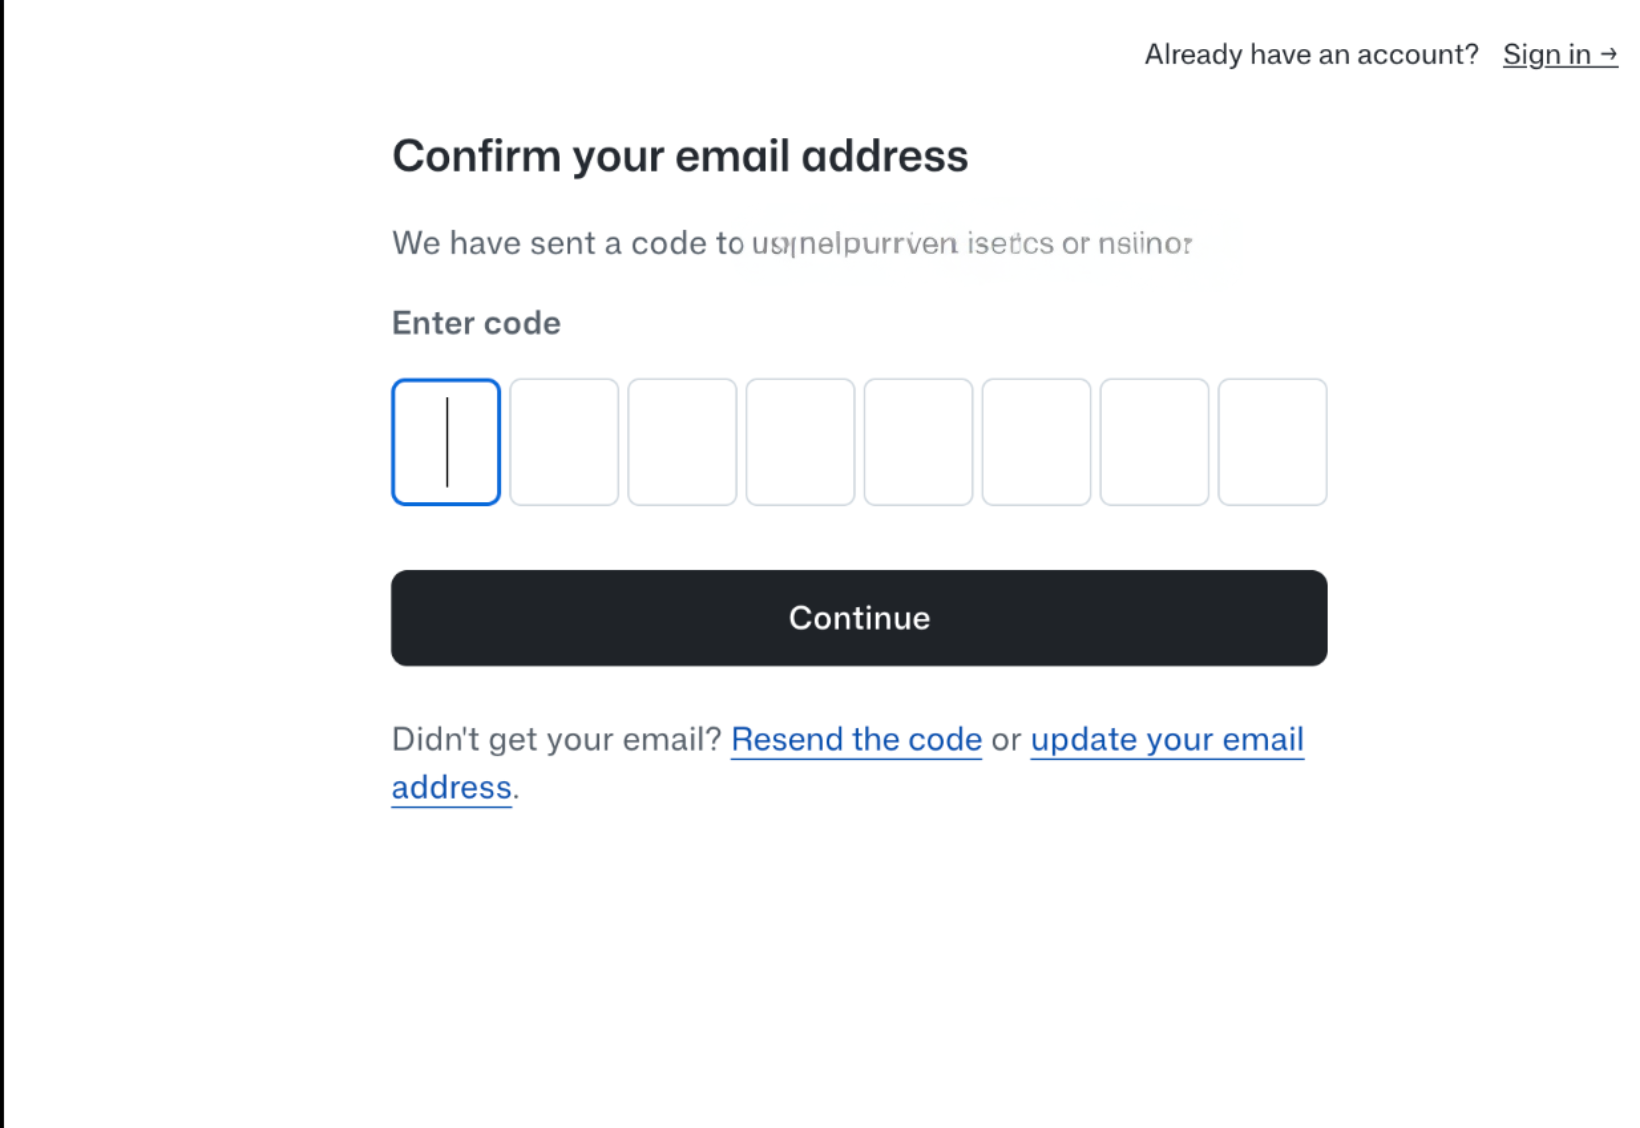 Already have an account? Sign in →
Confirm your email address
We have sent a code to
Enter code
Continue
Didn't get your email? Resend the code or update your email
address.